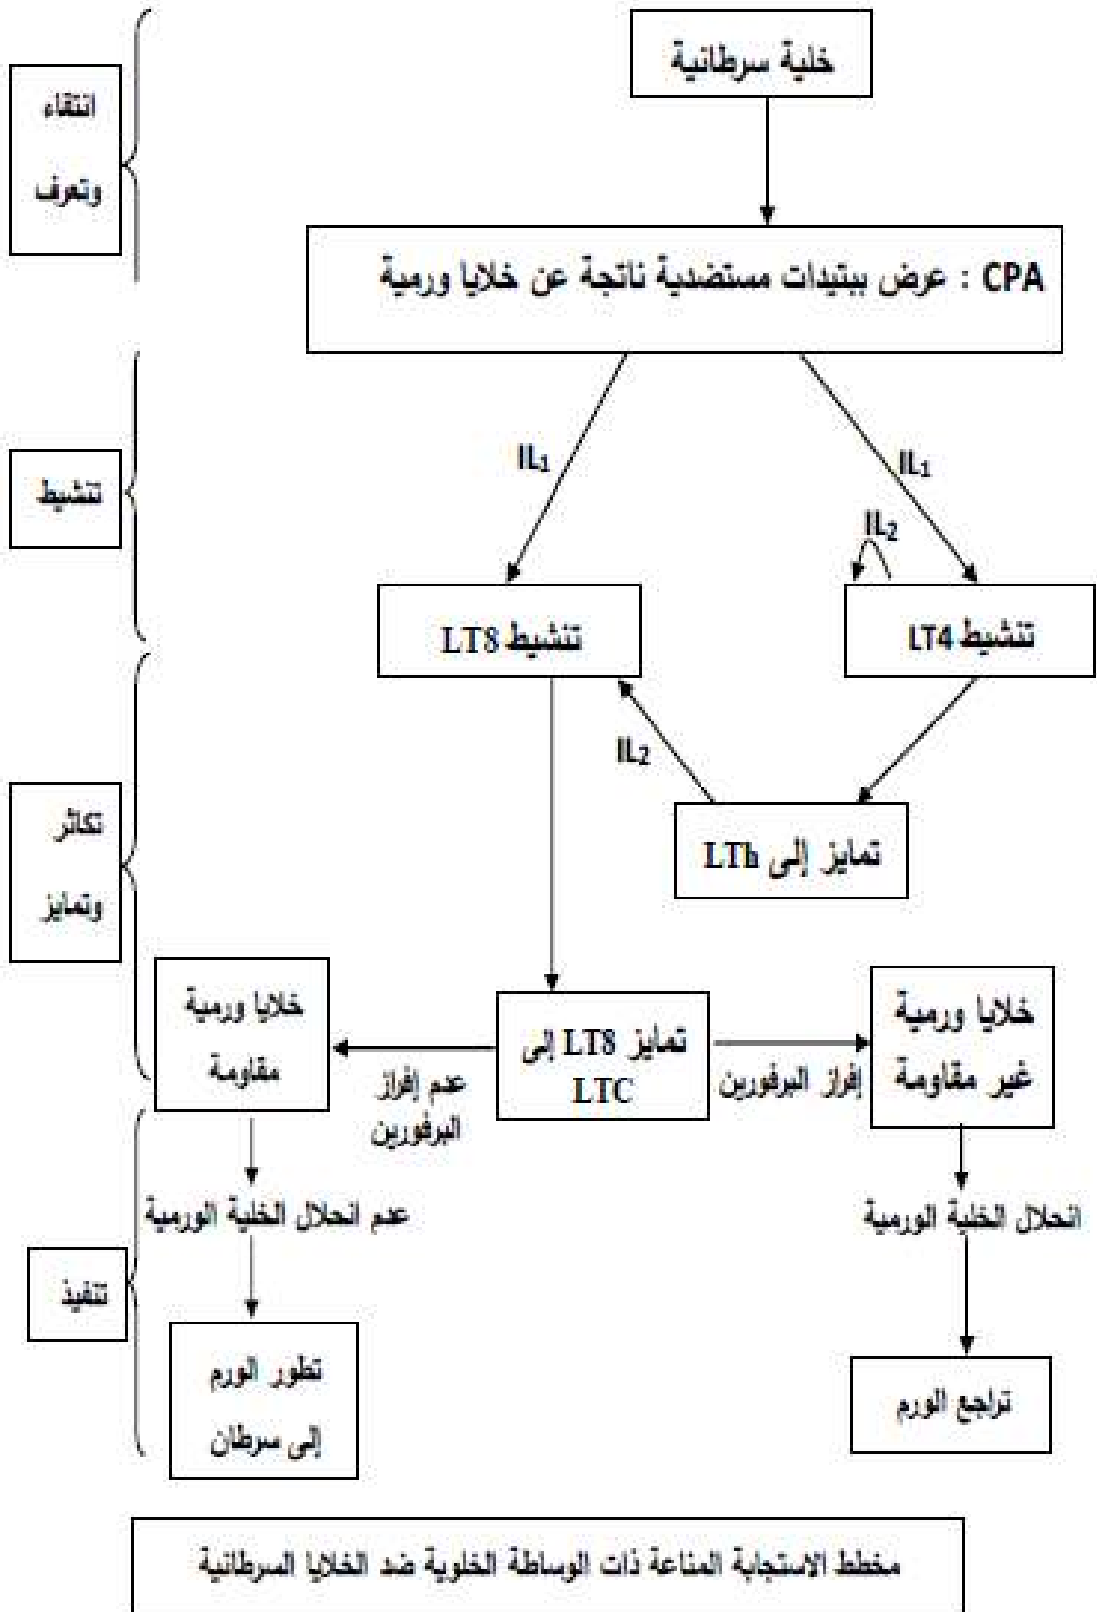 خلية سرطانية
انتقاء
وتعرف
CPA : عرض ببتيدات مستضدية ناتجة عن خلايا ورمية
IL1
IL1
IL2
تنشيط
تنشيط LT8
تنشيط LT4
IL2
تمايز إلى LTh
تكاثر
وتمايز
خلايا ورمية
مقاومة
عدم إفراز
البرفورين
تمايز LT8 إلى
LTC
إفراز البرفورين
خلايا ورمية
غير مقاومة
عدم انحلال الخلية الورمية
انحلال الخلية الورمية
تنفيذ
تطور الورم
إلى سرطان
تراجع الورم
مخطط الاستجابة المناعة ذات الوساطة الخلوية ضد الخلايا السرطانية